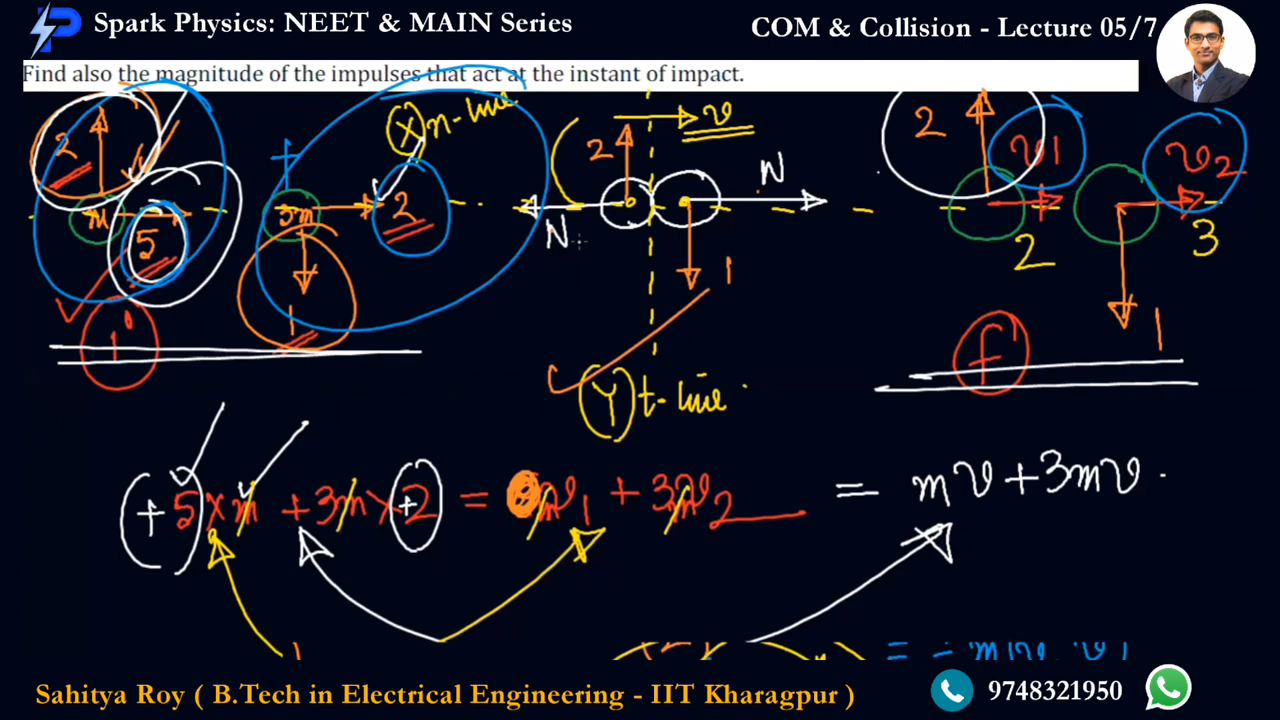 Spark Physics: NEET & MAIN Series
COM & Collision - Lecture 05/7
Find also the magnitude of the impulses that act at the instant of impact.
2 m 5 i
3m 2 1 X n-line
2 v N N 1
Y t-line
2 v1 v2 2 3 1 f
+5×m + 3m×+2 = mv1 + 3mv2 = mv + 3mv
Sahitya Roy ( B.Tech in Electrical Engineering - IIT Kharagpur )
9748321950